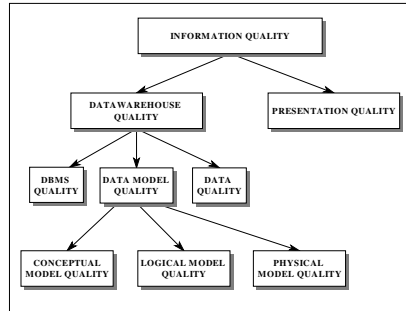 INFORMATION QUALITY
DATAWAREHOUSE
QUALITY
PRESENTATION QUALITY
DBMS
QUALITY
DATA MODEL
QUALITY
DATA
QUALITY
CONCEPTUAL
MODEL QUALITY
LOGICAL MODEL
QUALITY
PHYSICAL
MODEL QUALITY